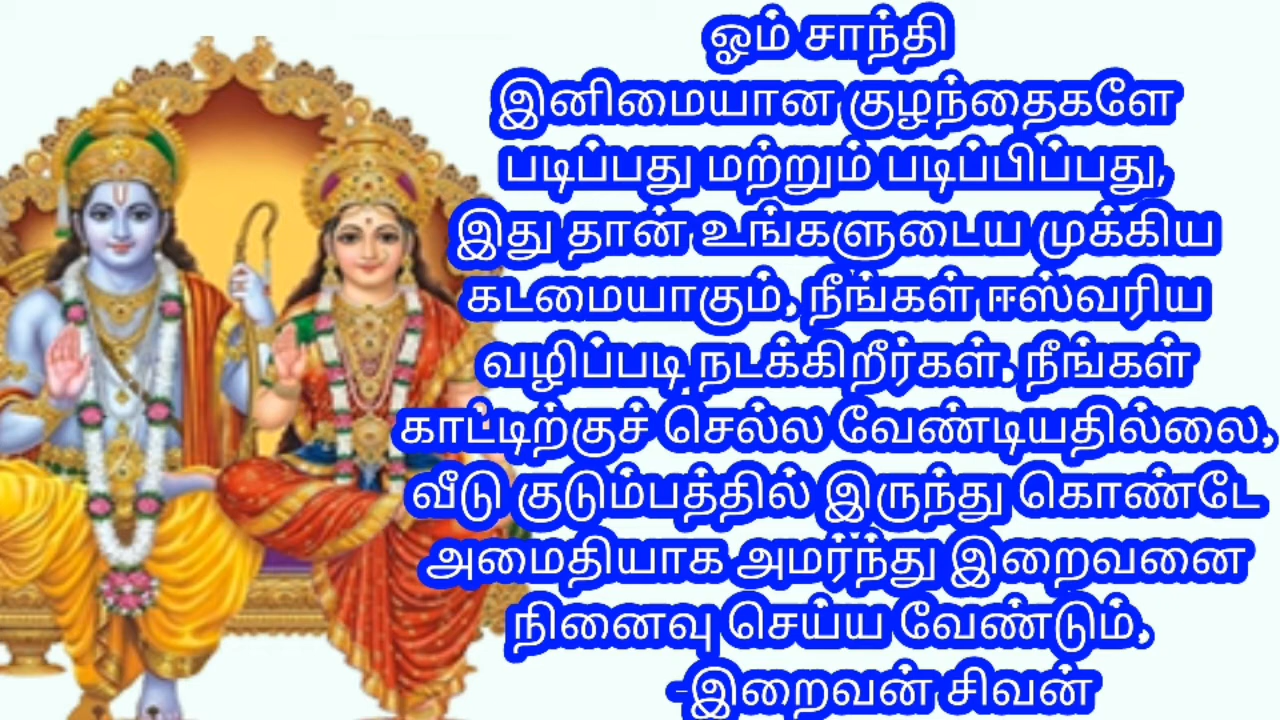 ஓம் சாந்தி
இனிமையான குழந்தைகளே
படிப்பது மற்றும் படிப்பிப்பது,
இது தான் உங்களுடைய முக்கிய
கடமையாகும், நீங்கள் ஈஸ்வரிய
வழிப்படி நடக்கிறீர்கள், நீங்கள்
காட்டிற்குச் செல்ல வேண்டியதில்லை,
வீடு குடும்பத்தில் இருந்து கொண்டே
அமைதியாக அமர்ந்து இறைவனை
நினைவு செய்ய வேண்டும்,
-இறைவன் சிவன்